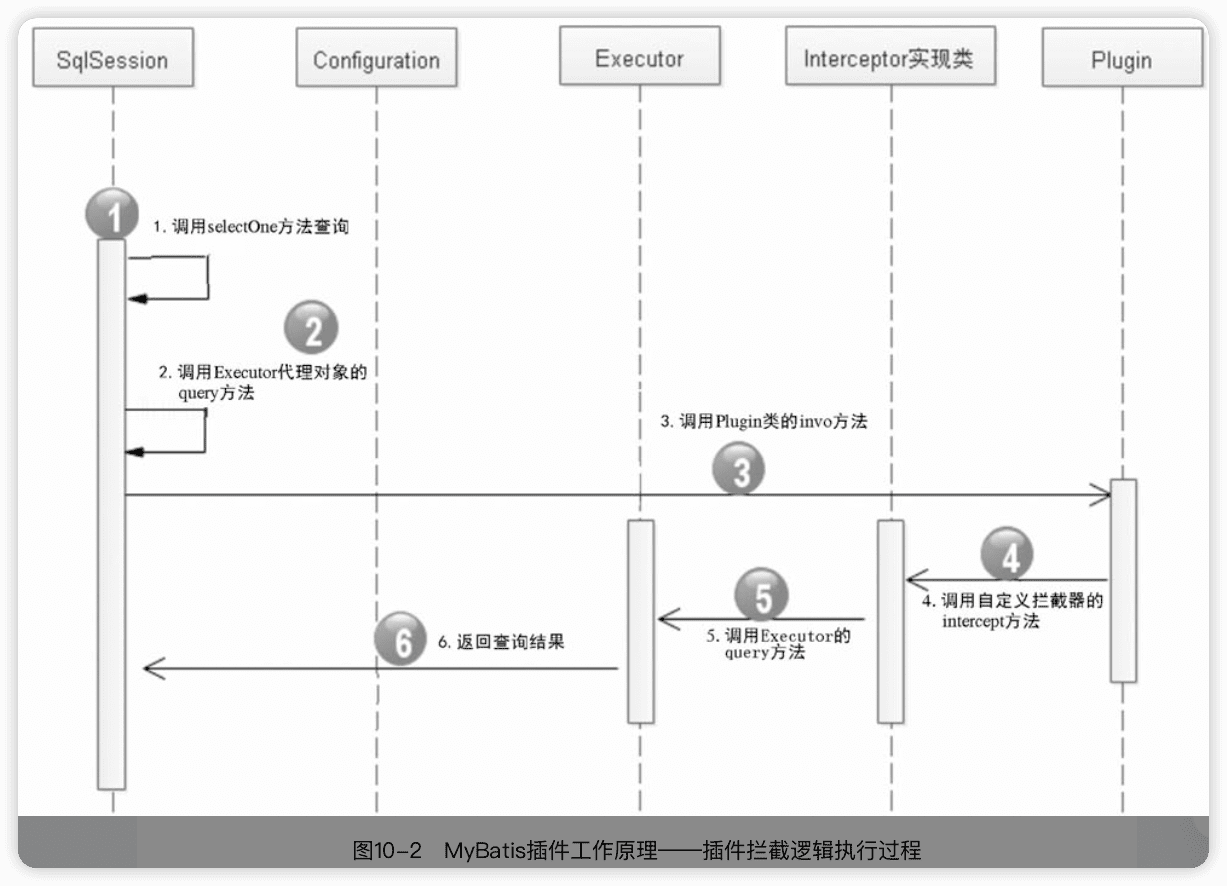 SqlSession
Configuration
Executor
Interceptor实现类
Plugin
1
1. 调用selectOne方法查询
2
2. 调用Executor代理对象的
query方法
3. 调用Plugin类的invo方法
3
4
4. 调用自定义拦截器的
intercept方法
5
5. 调用Executor的
query方法
6
6. 返回查询结果
图10-2 MyBatis插件工作原理——插件拦截逻辑执行过程